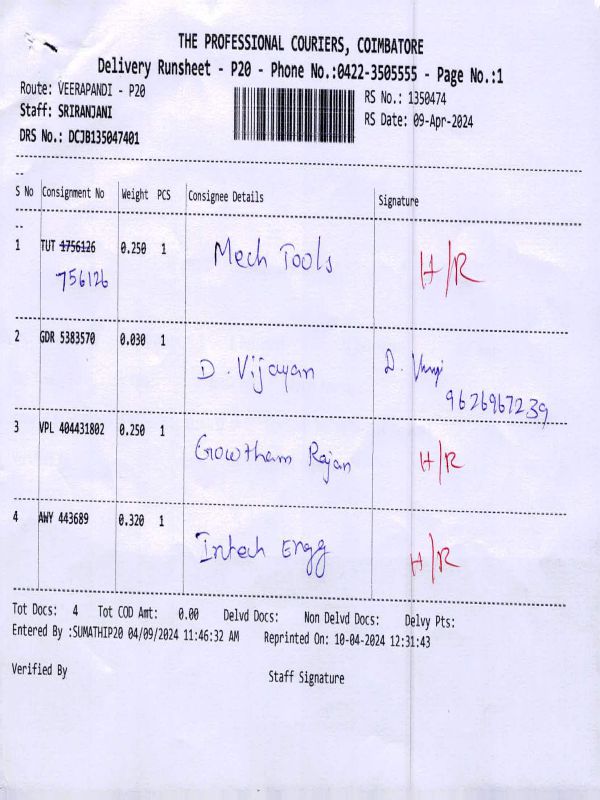 THE PROFESSIONAL COURIERS, COIMBATORE
Delivery Runsheet - P20 - Phone No.:0422-3505555 - Page No.:1
Route: VEERAPANDI - P20
RS No.: 1350474
Staff: SRIRANJANI
RS Date: 09-Apr-2024
DRS No.: DCJB135047401
S No Consignment No Weight PCS Consignee Details Signature
1 TUT 1756126 0.250 1 Mech Tools H/R
756126
2 GDR 5383570 0.030 1
D. Vijayan D.
9626967239
3 VPL 404431802 0.250 1 Gowtham Rajan H/R
4 AWY 443689 0.320 1
Intech Engg H/R
Tot Docs: 4 Tot COD Amt: 0.00 Delvd Docs: Non Delvd Docs: Delvy Pts:
Entered By :SUMATHIP20 04/09/2024 11:46:32 AM Reprinted On: 10-04-2024 12:31:43
Verified By Staff Signature